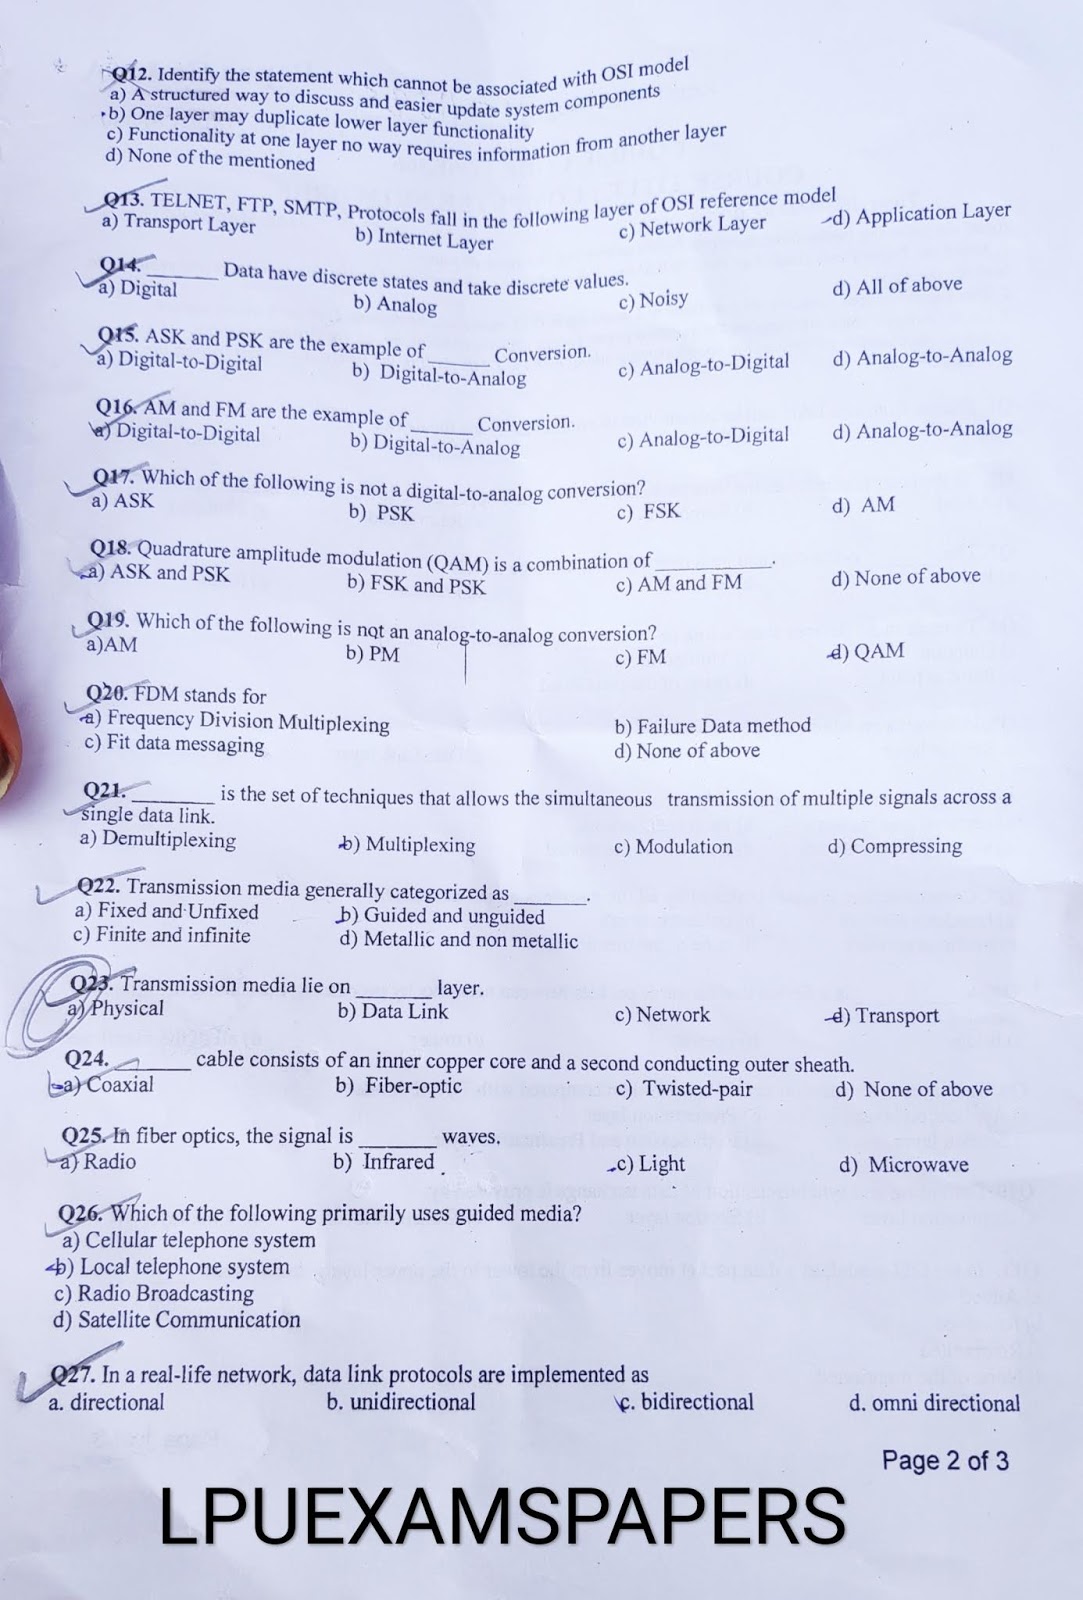 Q12. Identify the statement which cannot be associated with OSI model
a) A structured way to discuss and easier update system components
b) One layer may duplicate lower layer functionality
c) Functionality at one layer no way requires information from another layer
d) None of the mentioned
Q13. TELNET, FTP, SMTP, Protocols fall in the following layer of OSI reference model
a) Transport Layer b) Internet Layer c) Network Layer d) Application Layer
Q14. ________ Data have discrete states and take discrete values.
a) Digital b) Analog c) Noisy d) All of above
Q15. ASK and PSK are the example of _______ Conversion.
a) Digital-to-Digital b) Digital-to-Analog c) Analog-to-Digital d) Analog-to-Analog
Q16. AM and FM are the example of _______ Conversion.
a) Digital-to-Digital b) Digital-to-Analog c) Analog-to-Digital d) Analog-to-Analog
Q17. Which of the following is not a digital-to-analog conversion?
a) ASK b) PSK c) FSK d) AM
Q18. Quadrature amplitude modulation (QAM) is a combination of _____________.
a) ASK and PSK b) FSK and PSK c) AM and FM d) None of above
Q19. Which of the following is not an analog-to-analog conversion?
a)AM b) PM c) FM d) QAM
Q20. FDM stands for
a) Frequency Division Multiplexing b) Failure Data method
c) Fit data messaging d) None of above
Q21. _________ is the set of techniques that allows the simultaneous transmission of multiple signals across a
single data link.
a) Demultiplexing b) Multiplexing c) Modulation d) Compressing
Q22. Transmission media generally categorized as ________.
a) Fixed and Unfixed b) Guided and unguided
c) Finite and infinite d) Metallic and non metallic
Q23. Transmission media lie on ________ layer.
a) Physical b) Data Link c) Network d) Transport
Q24. _________ cable consists of an inner copper core and a second conducting outer sheath.
a) Coaxial b) Fiber-optic c) Twisted-pair d) None of above
Q25. In fiber optics, the signal is ________ waves.
a) Radio b) Infrared c) Light d) Microwave
Q26. Which of the following primarily uses guided media?
a) Cellular telephone system
b) Local telephone system
c) Radio Broadcasting
d) Satellite Communication
Q27. In a real-life network, data link protocols are implemented as
a. directional b. unidirectional c. bidirectional d. omni directional
Page 2 of 3
LPUEXAMSPAPERS